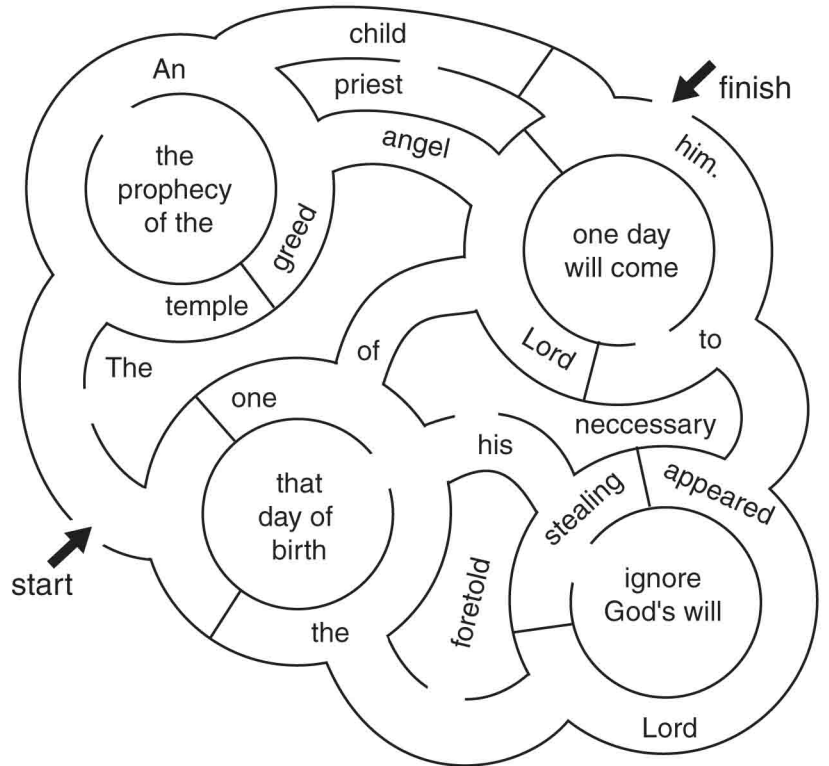 child
An
priest
finish
angel
him.
the
prophecy
of the
greed
one day
will come
temple
to
Lord
of
The
one
neccessary
his
that
day of
birth
stealing
appeared
start
foretold
ignore
God's will
the
Lord